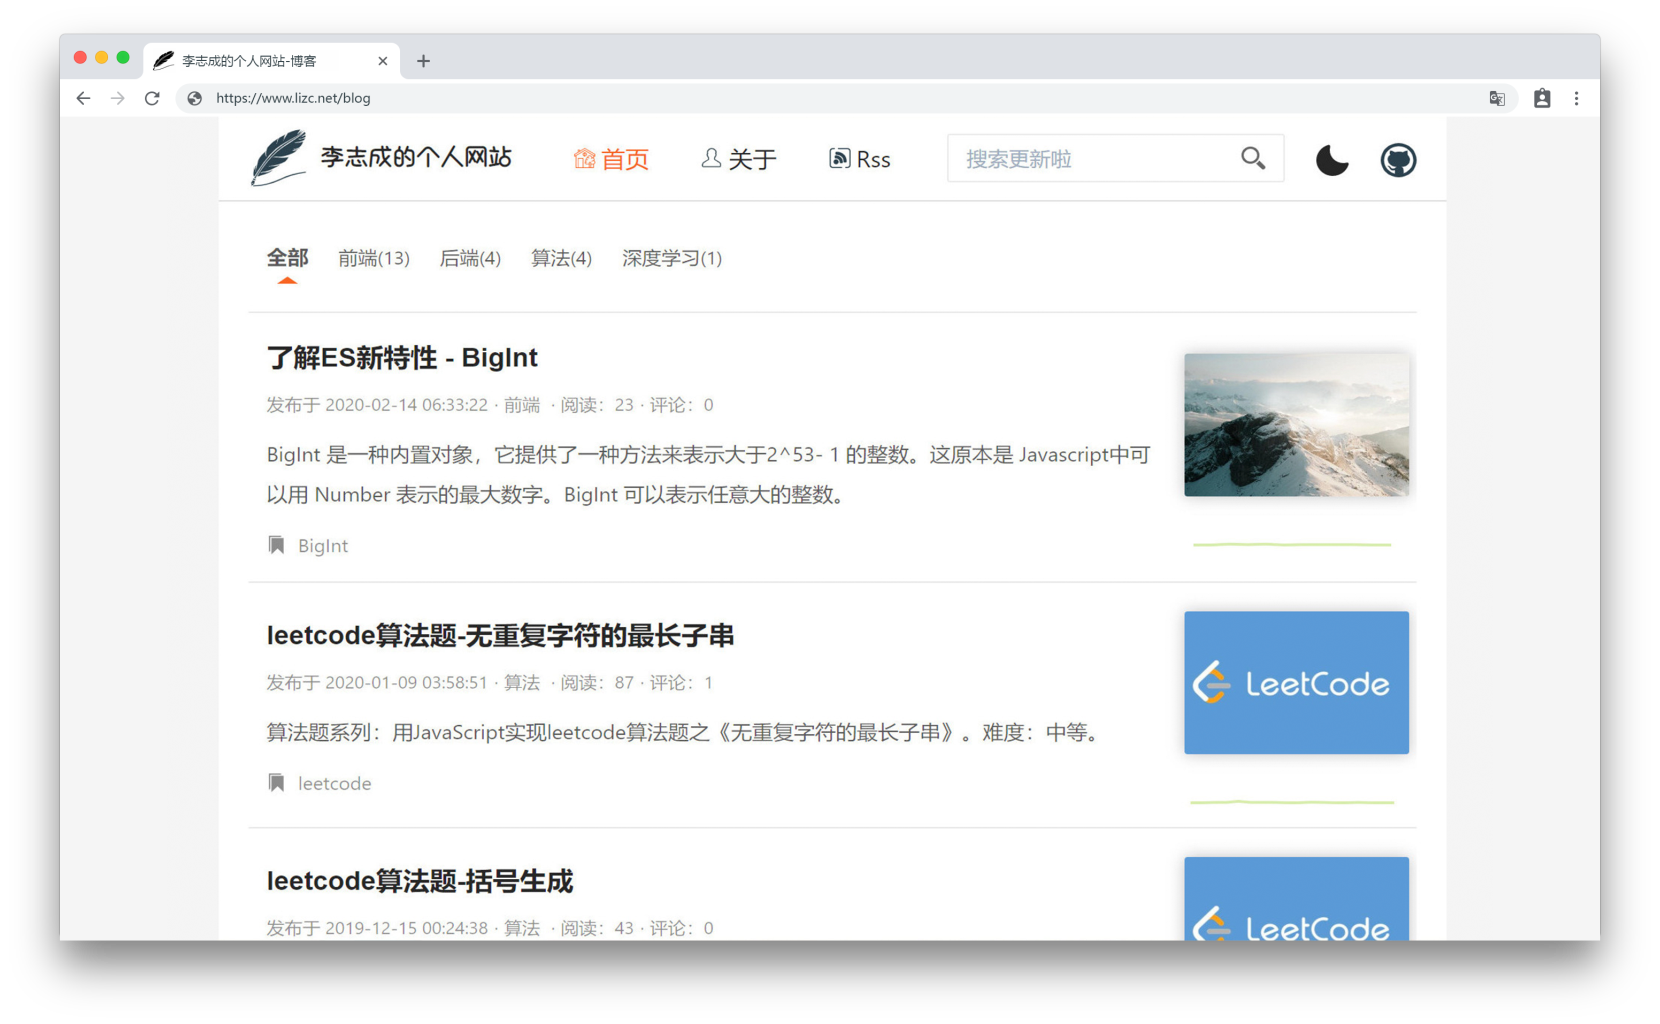 李志成的个人网站-博客
https://www.lizc.net/blog
李志成的个人网站 首页 关于 Rss 搜索更新啦
全部 前端(13) 后端(4) 算法(4) 深度学习(1)
了解ES新特性 - BigInt
发布于 2020-02-14 06:33:22 · 前端 · 阅读：23 · 评论：0
BigInt 是一种内置对象，它提供了一种方法来表示大于2^53- 1 的整数。这原本是 Javascript中可
以用 Number 表示的最大数字。BigInt 可以表示任意大的整数。
BigInt
leetcode算法题-无重复字符的最长子串
发布于 2020-01-09 03:58:51 · 算法 · 阅读：87 · 评论：1
LeetCode
算法题系列：用JavaScript实现leetcode算法题之《无重复字符的最长子串》。难度：中等。
leetcode
leetcode算法题-括号生成
发布于 2019-12-15 00:24:38 · 算法 · 阅读：43 · 评论：0
LeetCode